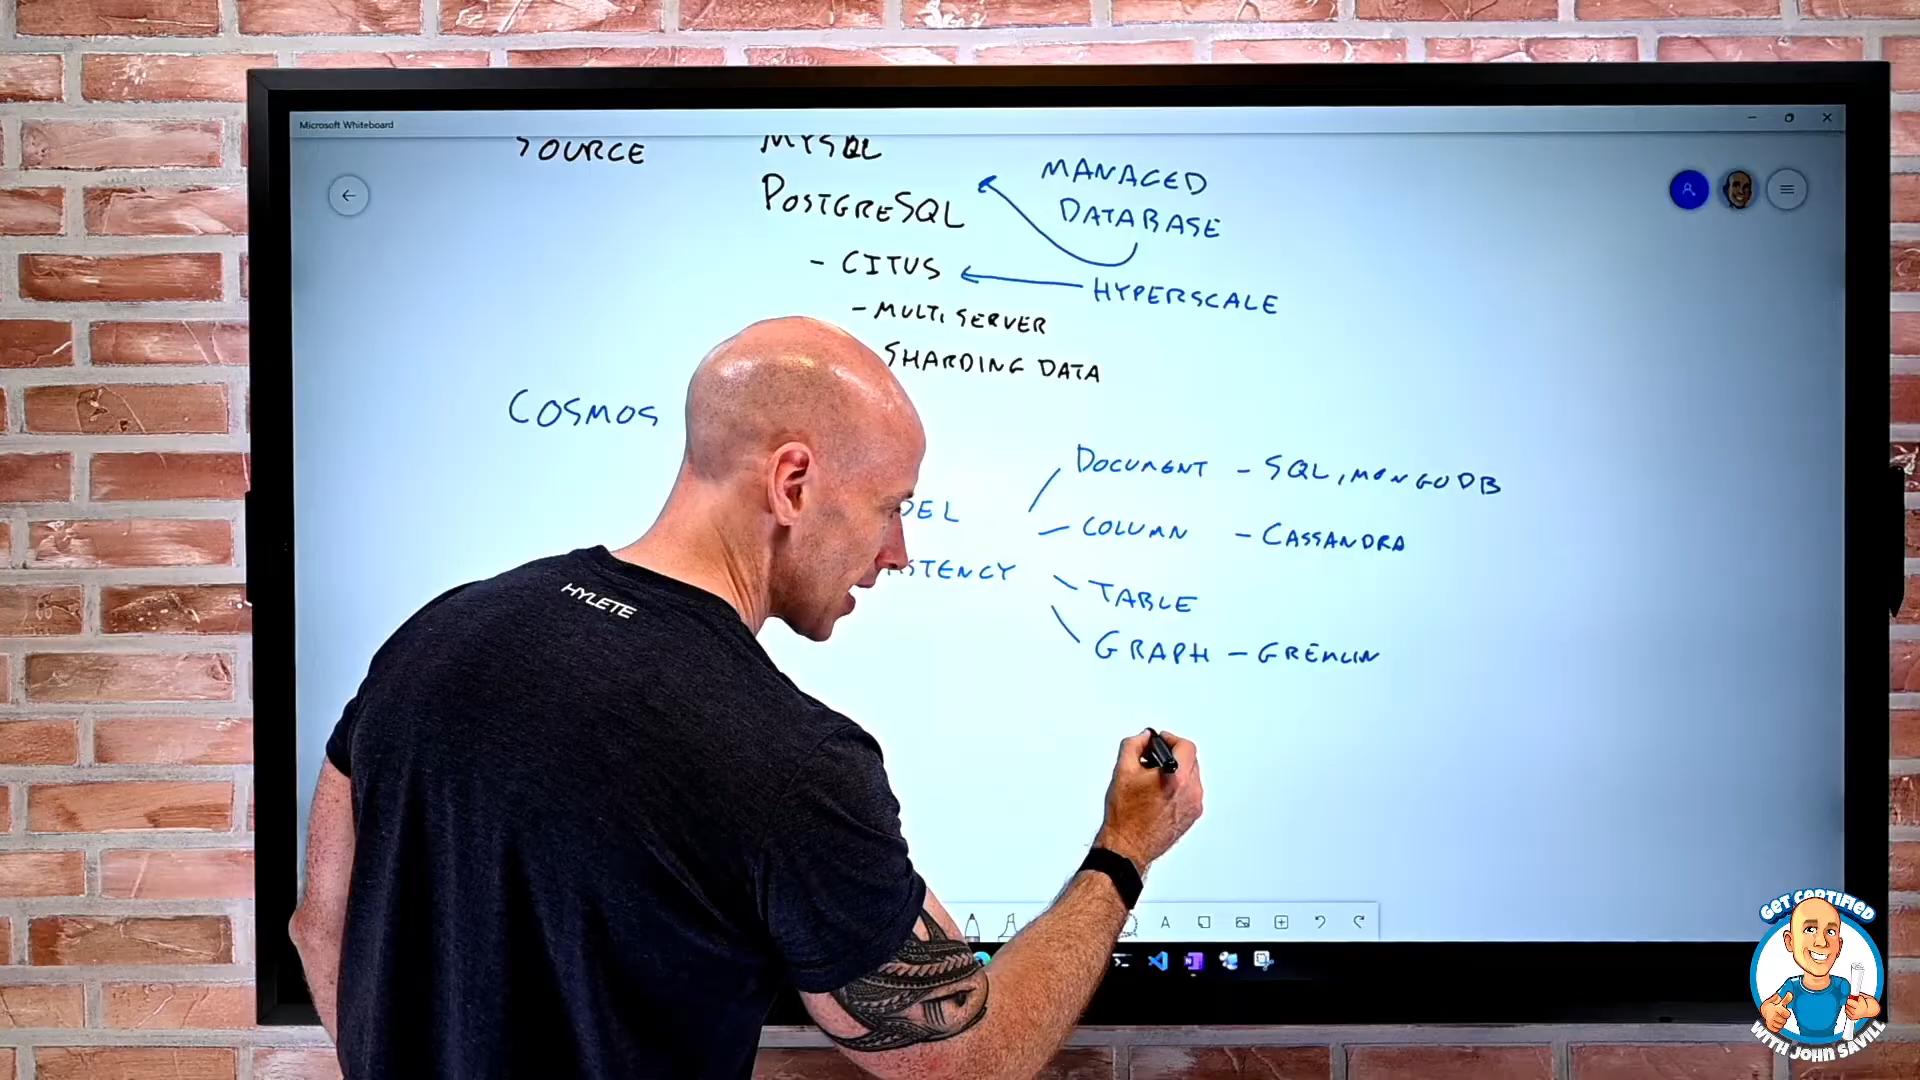 Microsoft Whiteboard
SOURCE
MYSQL
POSTGRESQL
MANAGED
DATABASE
- CITUS
HYPERSCALE
- MULTI SERVER
SHARDING DATA
COSMOS
DOCUMENT - SQL, MONGODB
DEL
COLUMN - CASSANDRA
STENCY
TABLE
GRAPH - GREMLIN
HYLETE
GET CERTIFIED
WITH JOHN SAVILL